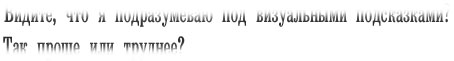 Видите, что я подразумеваю под визуальными подсказками?
Так проще или труднее?